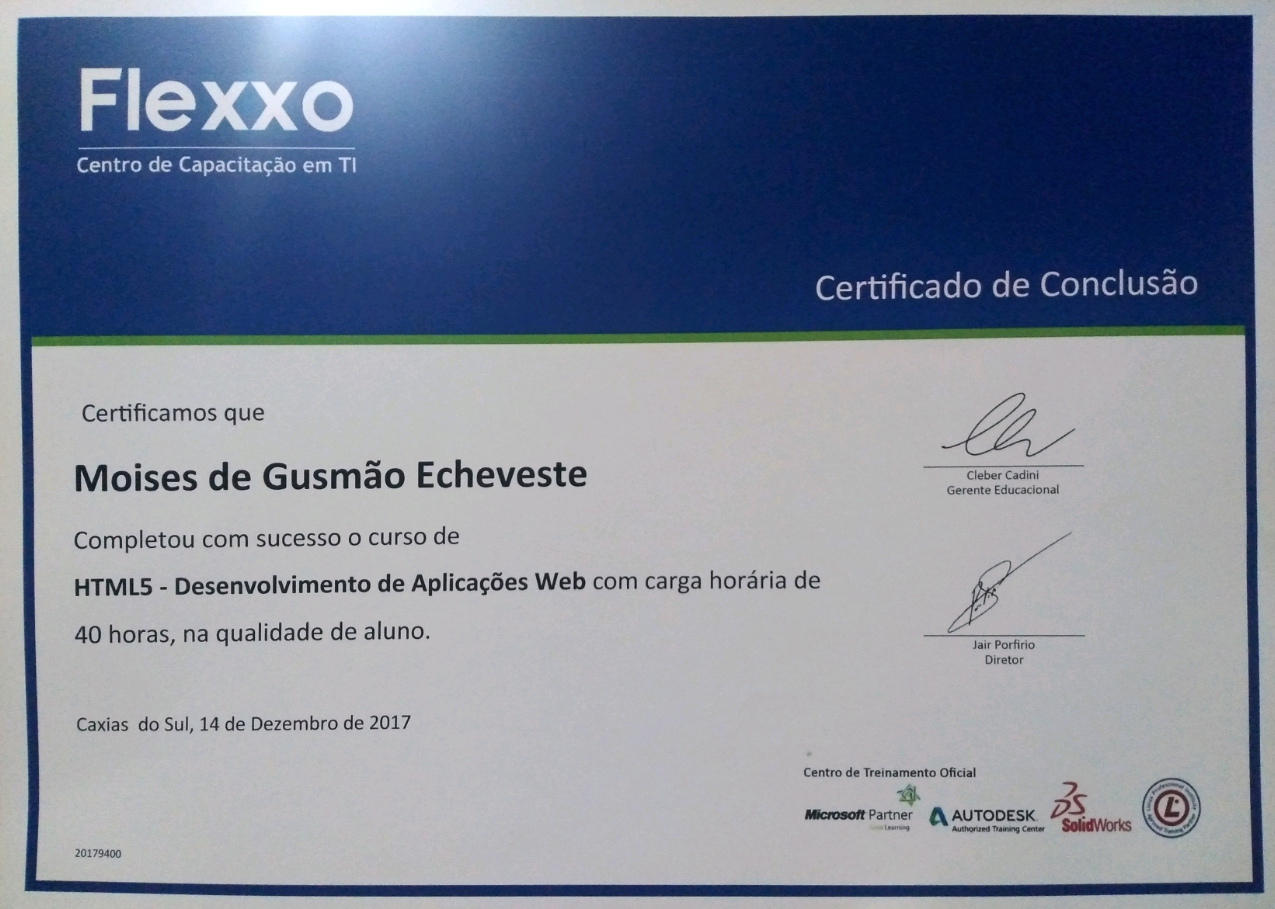 Flexxo
Centro de Capacitação em TI
Certificado de Conclusão
Certificamos que
Moises de Gusmão Echeveste
Completou com sucesso o curso de
HTML5 - Desenvolvimento de Aplicações Web com carga horária de
40 horas, na qualidade de aluno.
Caxias do Sul, 14 de Dezembro de 2017
20179400
Cleber Cadini
Gerente Educacional
Jair Porfirio
Diretor
Centro de Treinamento Oficial
Microsoft Partner
Learning
AUTODESK
Authorized Training Center
SolidWorks